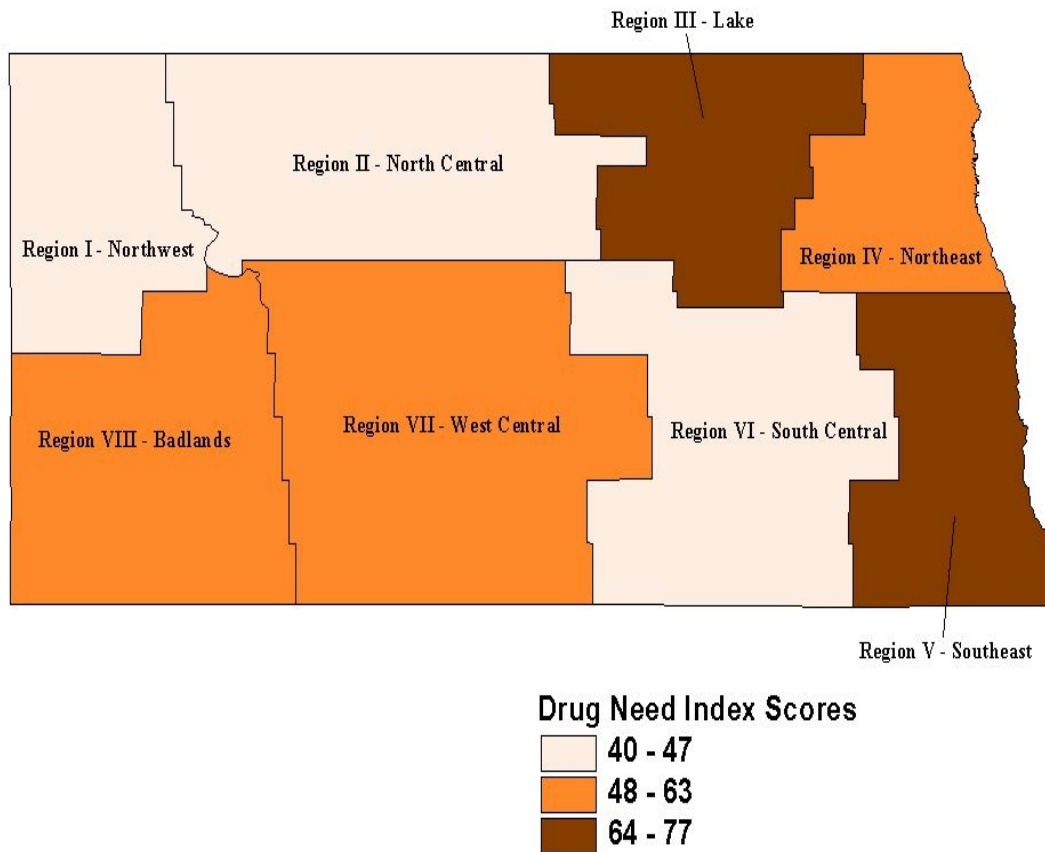 Region III - Lake
Region II - North Central
Region I - Northwest
Region IV - Northeast
Region VII - West Central
Region VI - South Central
Region VIII - Badlands
Region V - Southeast
Drug Need Index Scores
40 - 47
48 - 63
64 - 77